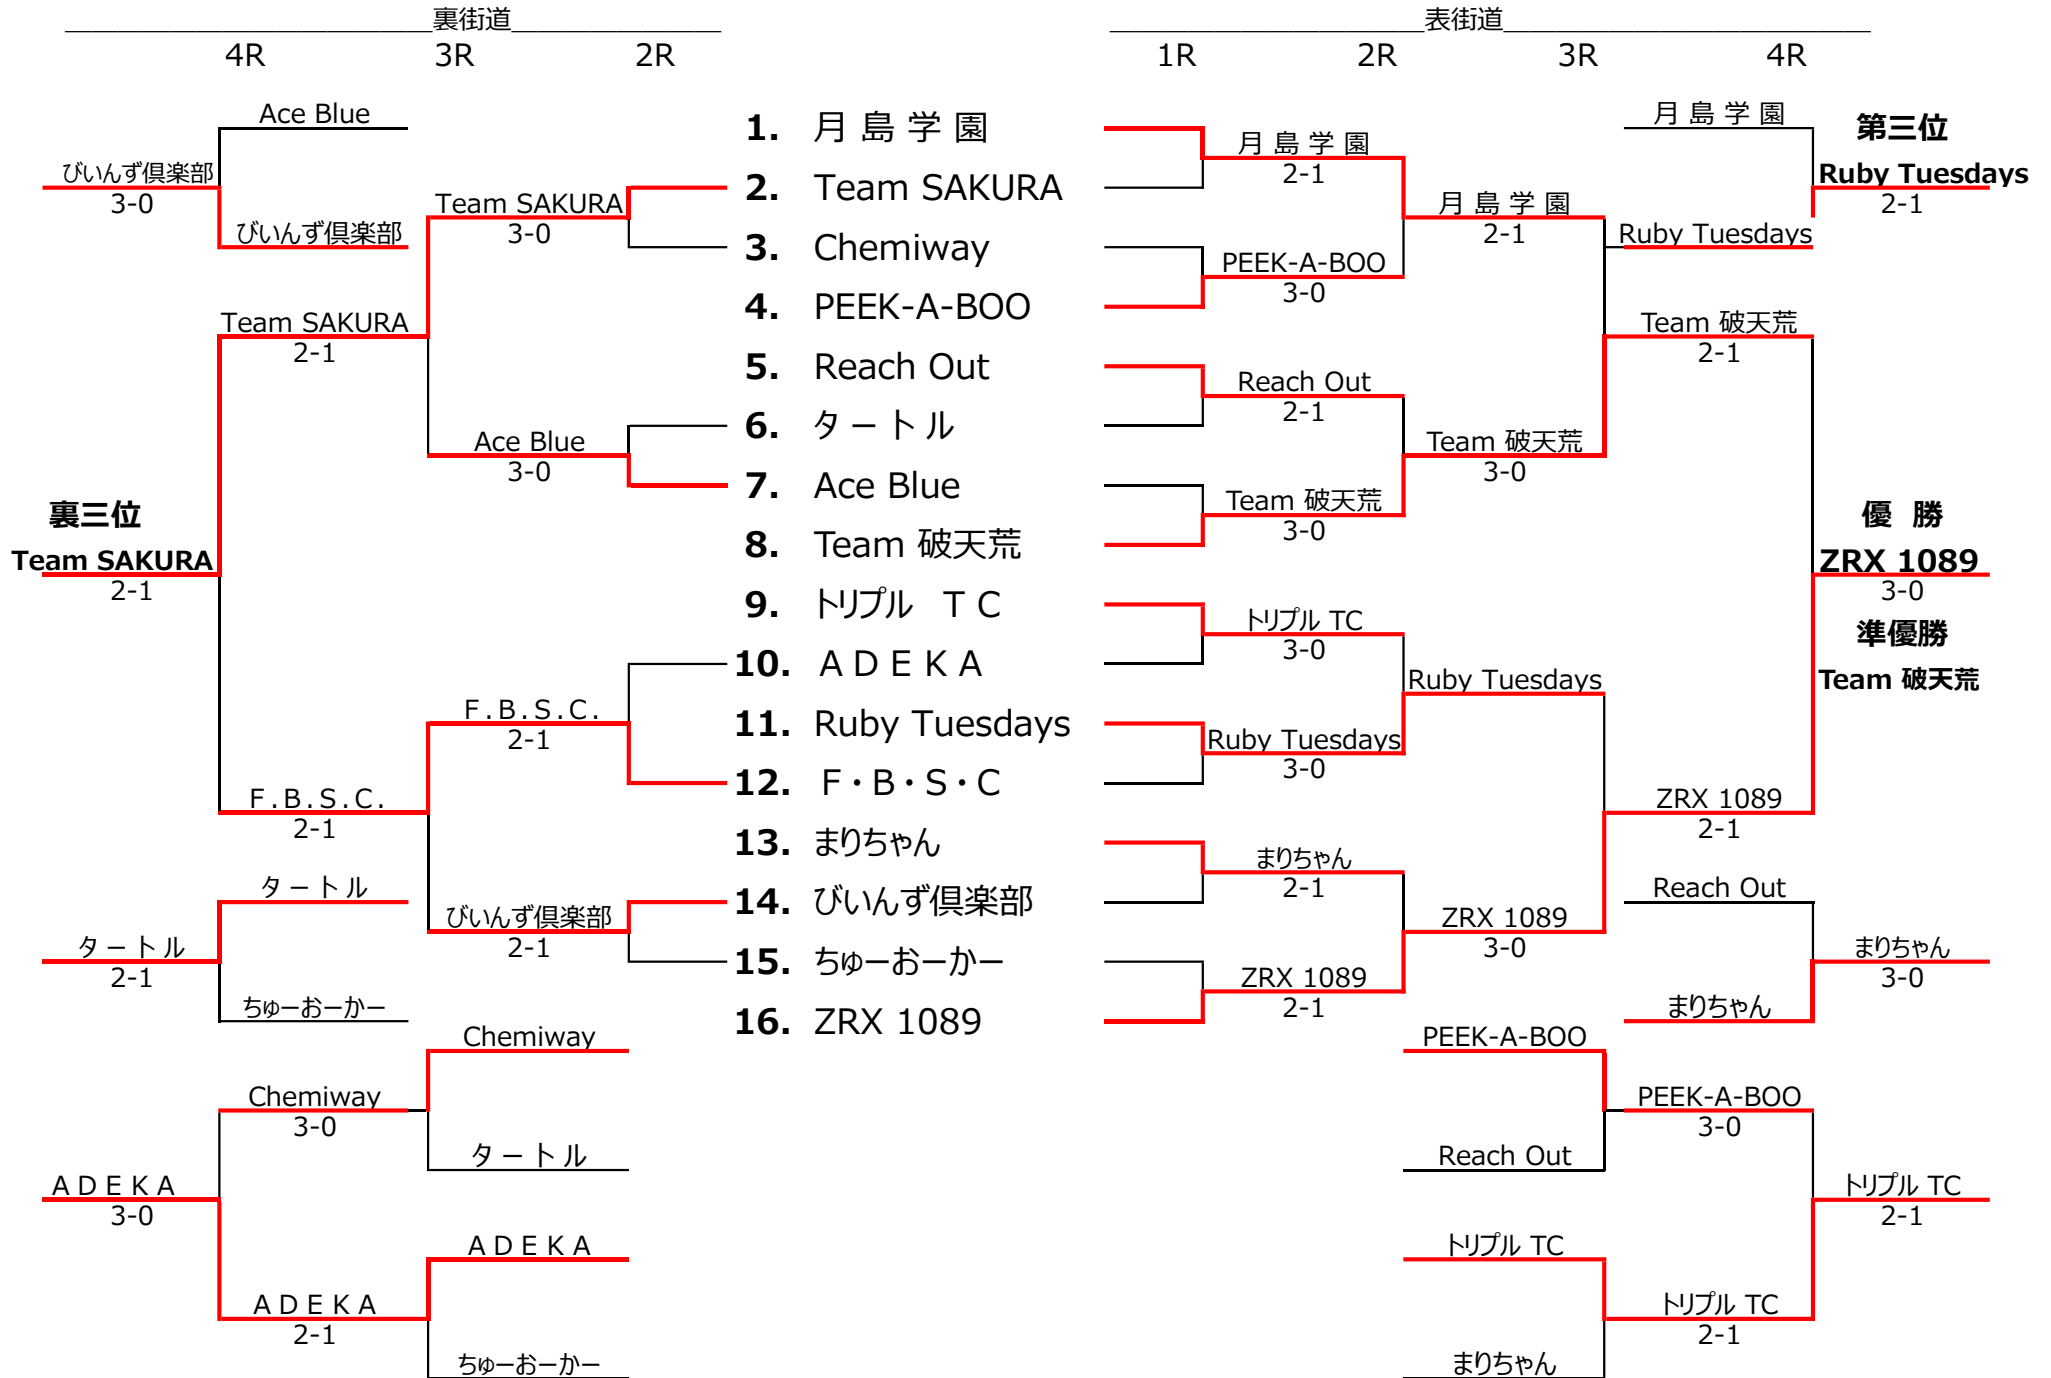 裏街道
表街道
4R 3R 2R
1R 2R 3R 4R
Ace Blue
びいんず倶楽部
3-0
びいんず倶楽部
Team SAKURA
3-0
Team SAKURA
2-1
Ace Blue
3-0
裏三位
Team SAKURA
2-1
F.B.S.C.
2-1
F.B.S.C.
2-1
タートル
びいんず倶楽部
2-1
タートル
2-1
ちゅーおーかー
Chemiway
Chemiway
3-0
タートル
ADEKA
3-0
ADEKA
ADEKA
2-1
ちゅーおーかー
1. 月島学園
2. Team SAKURA
3. Chemiway
4. PEEK-A-BOO
5. Reach Out
6. タートル
7. Ace Blue
8. Team 破天荒
9. トリプル TC
10. ADEKA
11. Ruby Tuesdays
12. F・B・S・C
13. まりちゃん
14. びいんず倶楽部
15. ちゅーおーかー
16. ZRX 1089
月島学園
2-1
PEEK-A-BOO
3-0
Reach Out
2-1
Team 破天荒
3-0
トリプル TC
3-0
Ruby Tuesdays
3-0
まりちゃん
2-1
ZRX 1089
2-1
月島学園
2-1
Team 破天荒
3-0
Ruby Tuesdays
ZRX 1089
3-0
月島学園
第三位
Ruby Tuesdays
2-1
Ruby Tuesdays
Team 破天荒
2-1
優 勝
ZRX 1089
3-0
準優勝
Team 破天荒
ZRX 1089
2-1
Reach Out
まりちゃん
3-0
まりちゃん
PEEK-A-BOO
PEEK-A-BOO
3-0
Reach Out
トリプル TC
2-1
トリプル TC
トリプル TC
2-1
まりちゃん